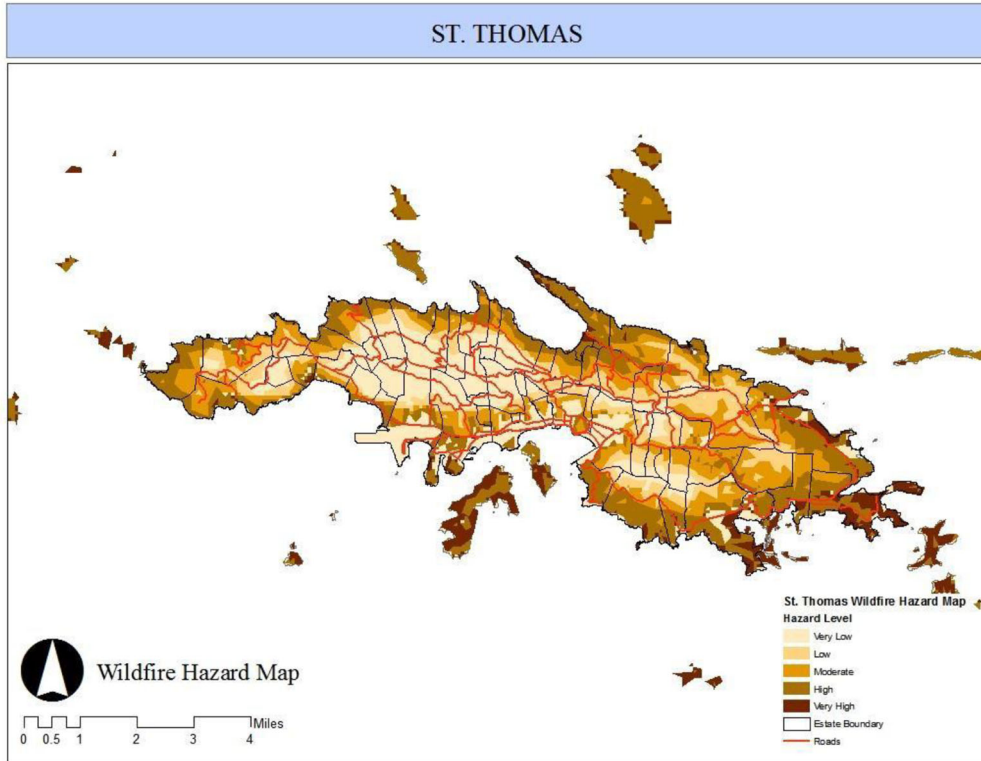 ST. THOMAS
St. Thomas Wildfire Hazard Map
Hazard Level
Very Low
Low
Moderate
High
Very High
Estate Boundary
Roads
Wildfire Hazard Map
Miles
0 0.5 1 2 3 4